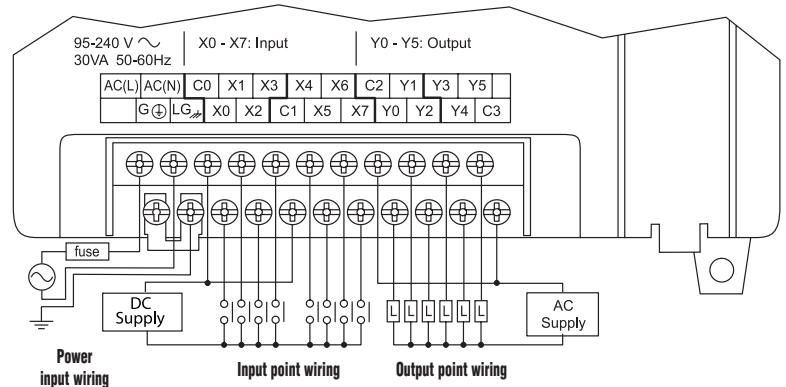 95-240 V ∿ X0 - X7: Input Y0 - Y5: Output
30VA 50-60Hz
AC(L) AC(N) C0 X1 X3 X4 X6 C2 Y1 Y3 Y5
G LG X0 X2 C1 X5 X7 Y0 Y2 Y4 C3
fuse
DC
Supply
L L L L L L
AC
Supply
Power
input wiring
Input point wiring
Output point wiring